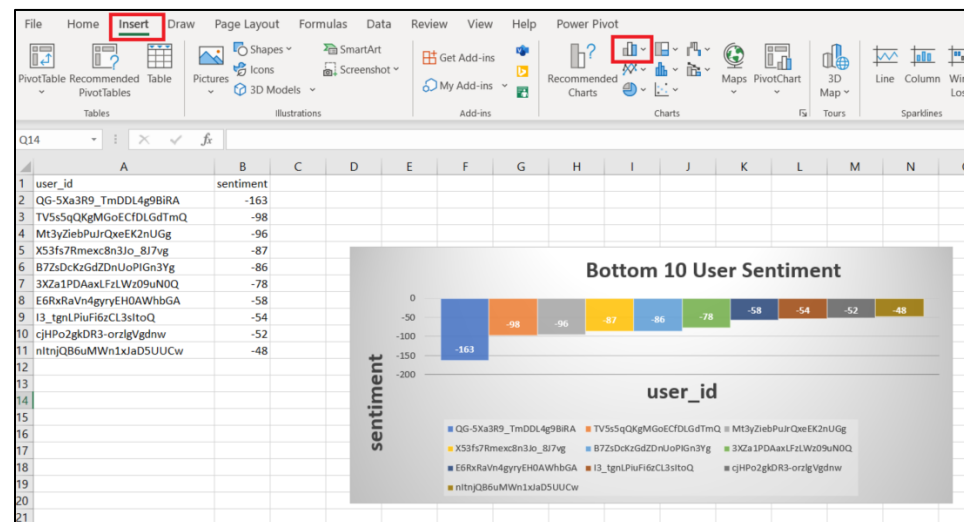 File Home Insert Draw Page Layout Formulas Data Review View Help Power Pivot
PivotTable Recommended PivotTables Table
Tables
Pictures Shapes Icons 3D Models SmartArt Screenshot
Illustrations
Get Add-ins
My Add-ins
Add-ins
Recommended Charts
Maps PivotChart
Charts
3D Map
Tours
Line Column
Sparklines
Q14 fx
A B C D E F G H I J K L M N
1 user_id sentiment
2 QG-5Xa3R9_TmDDL4g9BiRA -163
3 TV5s5qQKgMGoECfDLGdTmQ -98
4 Mt3yZiebPuJrQxeEK2nUGg -96
5 X53fs7Rmexc8n3Jo_8J7vg -87
6 B7ZsDcKzGdZDnUoPIGn3Yg -86
7 3XZa1PDAaxLFzLWz09uN0Q -78
8 E6RxRaVn4gyryEH0AWhbGA -58
9 I3_tgnLPiuFi6zCL3sItoQ -54
10 cjHPo2gkDR3-orzlgVgdnw -52
11 nItnjQB6uMWn1xJaD5UUCw -48
12
13
14
15
16
17
18
19
20
21
Bottom 10 User Sentiment
0
-50
-100
-150
-200
-163 -98 -96 -87 -86 -78 -58 -54 -52 -48
sentiment
user_id
QG-5Xa3R9_TmDDL4g9BiRA TV5s5qQKgMGoECfDLGdTmQ Mt3yZiebPuJrQxeEK2nUGg
X53fs7Rmexc8n3Jo_8J7vg B7ZsDcKzGdZDnUoPIGn3Yg 3XZa1PDAaxLFzLWz09uN0Q
E6RxRaVn4gyryEH0AWhbGA I3_tgnLPiuFi6zCL3sItoQ cjHPo2gkDR3-orzlgVgdnw
nItnjQB6uMWn1xJaD5UUCw